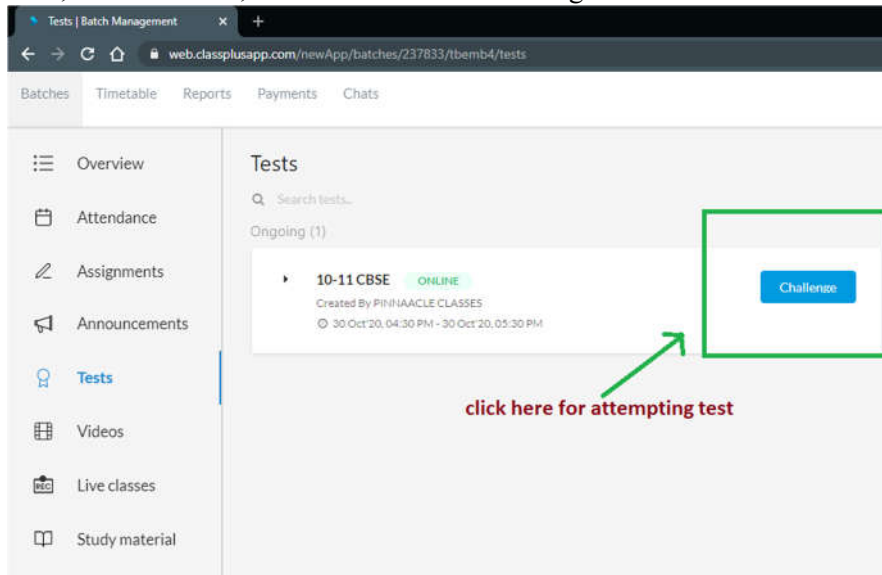 Tests | Batch Management
web.classplusapp.com/newApp/batches/237833/tbemb4/tests
Batches Timetable Reports Payments Chats
Overview
Attendance
Assignments
Announcements
Tests
Videos
REC Live classes
Study material
Tests
Search tests..
Ongoing (1)
10-11 CBSE ONLINE
Created By PINNAACLE CLASSES
30 Oct'20, 04:30 PM - 30 Oct'20, 05:30 PM
Challenge
click here for attempting test